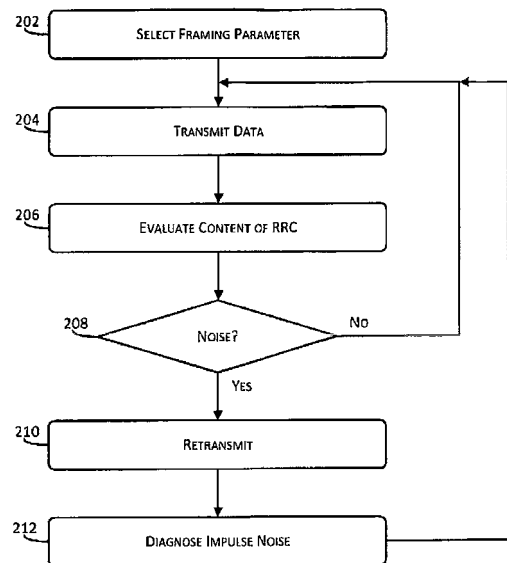 202
SELECT FRAMING PARAMETER
204
TRANSMIT DATA
206
EVALUATE CONTENT OF RRC
208
NOISE?
NO
YES
210
RETRANSMIT
212
DIAGNOSE IMPULSE NOISE